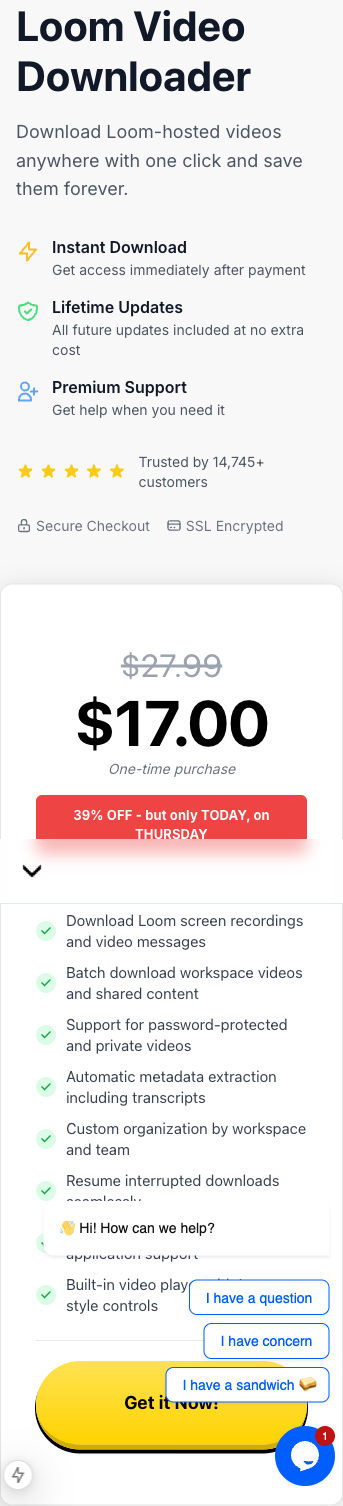 Loom Video
Downloader
Download Loom-hosted videos
anywhere with one click and save
them forever.
Instant Download
Get access immediately after payment
Lifetime Updates
All future updates included at no extra
cost
Premium Support
Get help when you need it
Trusted by 14,745+
customers
Secure Checkout
SSL Encrypted
$27.99
$17.00
One-time purchase
39% OFF - but only TODAY, on
THURSDAY
Download Loom screen recordings
and video messages
Batch download workspace videos
and shared content
Support for password-protected
and private videos
Automatic metadata extraction
including transcripts
Custom organization by workspace
and team
Resume interrupted downloads
seamlessly
👋 Hi! How can we help?
application support
Built-in video
style controls
I have a question
I have concern
I have a sandwich 🥪
Get it Now!
1